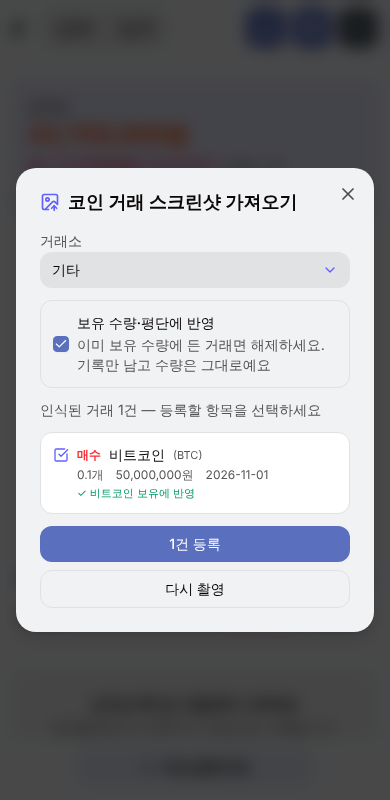 코인 거래 스크린샷 가져오기
거래소
기타
보유 수량·평단에 반영
이미 보유 수량에 든 거래면 해제하세요.
기록만 남고 수량은 그대로예요
인식된 거래 1건 — 등록할 항목을 선택하세요
매수 비트코인 (BTC)
0.1개 50,000,000원 2026-11-01
✓ 비트코인 보유에 반영
1건 등록
다시 촬영